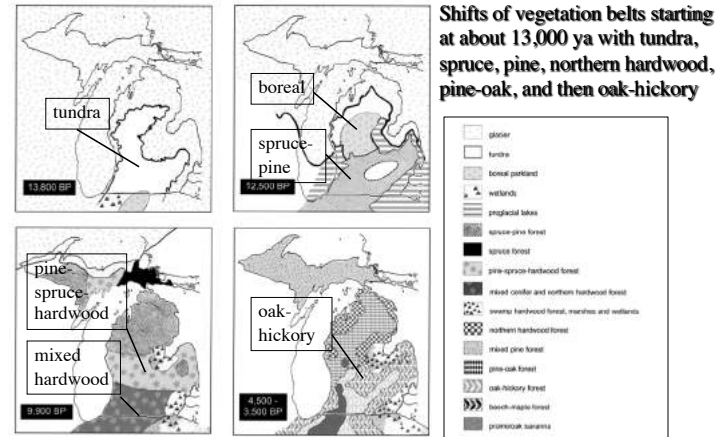 Shifts of vegetation belts starting
at about 13,000 ya with tundra,
spruce, pine, northern hardwood,
pine-oak, and then oak-hickory
tundra
13,800 BP
boreal
spruce-
pine
12,500 BP
pine-
spruce-
hardwood
mixed
hardwood
9,900 BP
oak-
hickory
4,500 -
3,500 BP
glacier
tundra
boreal parkland
wetlands
proglacial lakes
spruce-pine forest
spruce forest
pine-spruce-hardwood forest
mixed conifer and northern hardwood forest
swamp hardwood forest, marshes and wetlands
northern hardwood forest
mixed pine forest
pine-oak forest
oak-hickory forest
beech-maple forest
savanna